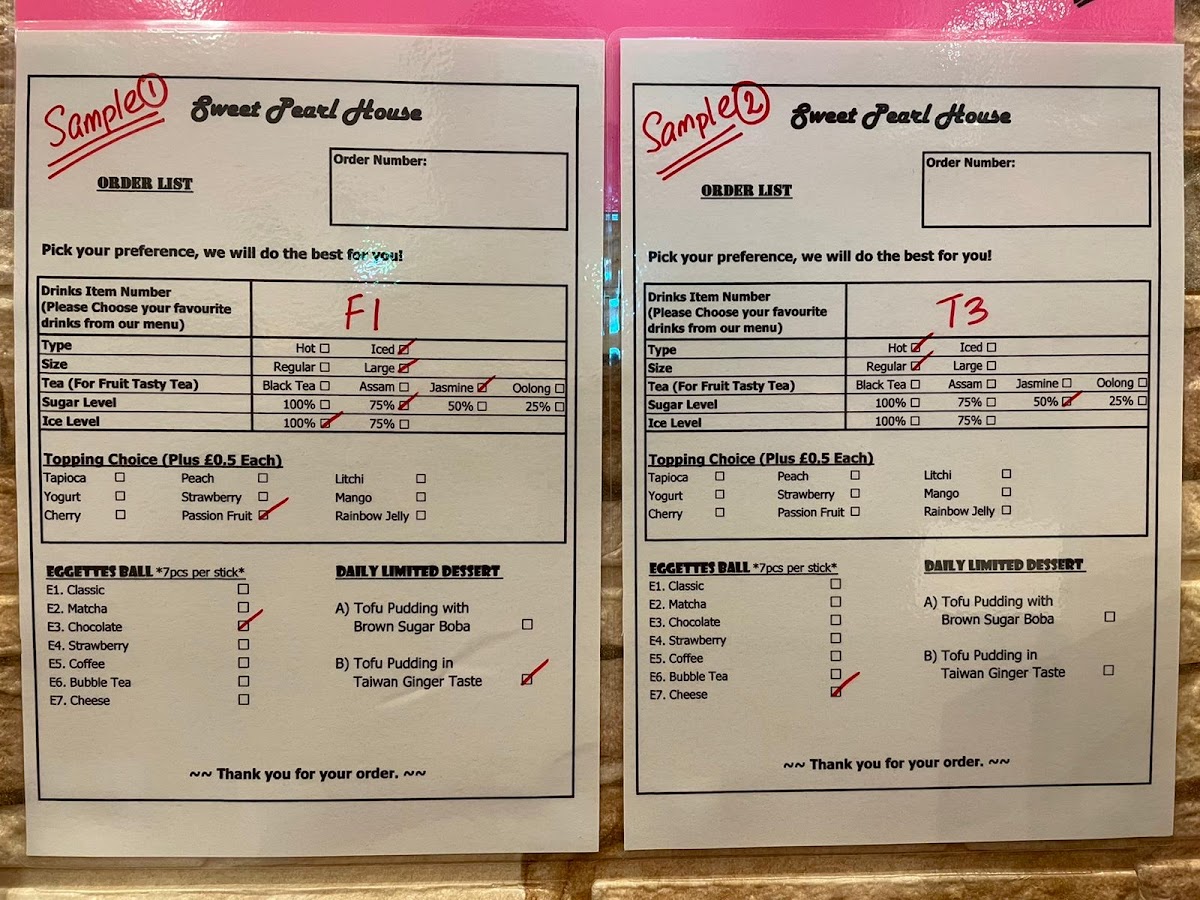 Sample ①
Sweet Pearl House
Order Number:
ORDER LIST
Pick your preference, we will do the best for you!
Drinks Item Number
(Please Choose your favourite
drinks from our menu)
F1
Type Hot ☐ Iced ☑
Size Regular ☐ Large ☑
Tea (For Fruit Tasty Tea) Black Tea ☐ Assam ☐ Jasmine ☑ Oolong ☐
Sugar Level 100% ☐ 75% ☑ 50% ☐ 25% ☐
Ice Level 100% ☑ 75% ☐
Topping Choice (Plus £0.5 Each)
Tapioca ☐ Peach ☐ Litchi ☐
Yogurt ☐ Strawberry ☐ Mango ☐
Cherry ☐ Passion Fruit ☑ Rainbow Jelly ☐
EGGETTES BALL *7pcs per stick*
E1. Classic ☐
E2. Matcha ☐
E3. Chocolate ☑
E4. Strawberry ☐
E5. Coffee ☐
E6. Bubble Tea ☐
E7. Cheese ☐
DAILY LIMITED DESSERT
A) Tofu Pudding with
Brown Sugar Boba ☐
B) Tofu Pudding in
Taiwan Ginger Taste ☑
~~ Thank you for your order. ~~
Sample ②
Sweet Pearl House
Order Number:
ORDER LIST
Pick your preference, we will do the best for you!
Drinks Item Number
(Please Choose your favourite
drinks from our menu)
T3
Type Hot ☑ Iced ☐
Size Regular ☑ Large ☐
Tea (For Fruit Tasty Tea) Black Tea ☐ Assam ☐ Jasmine ☐ Oolong ☐
Sugar Level 100% ☐ 75% ☐ 50% ☑ 25% ☐
Ice Level 100% ☐ 75% ☐
Topping Choice (Plus £0.5 Each)
Tapioca ☐ Peach ☐ Litchi ☐
Yogurt ☐ Strawberry ☐ Mango ☐
Cherry ☐ Passion Fruit ☐ Rainbow Jelly ☐
EGGETTES BALL *7pcs per stick*
E1. Classic ☐
E2. Matcha ☐
E3. Chocolate ☐
E4. Strawberry ☐
E5. Coffee ☐
E6. Bubble Tea ☐
E7. Cheese ☑
DAILY LIMITED DESSERT
A) Tofu Pudding with
Brown Sugar Boba ☐
B) Tofu Pudding in
Taiwan Ginger Taste ☐
~~ Thank you for your order. ~~